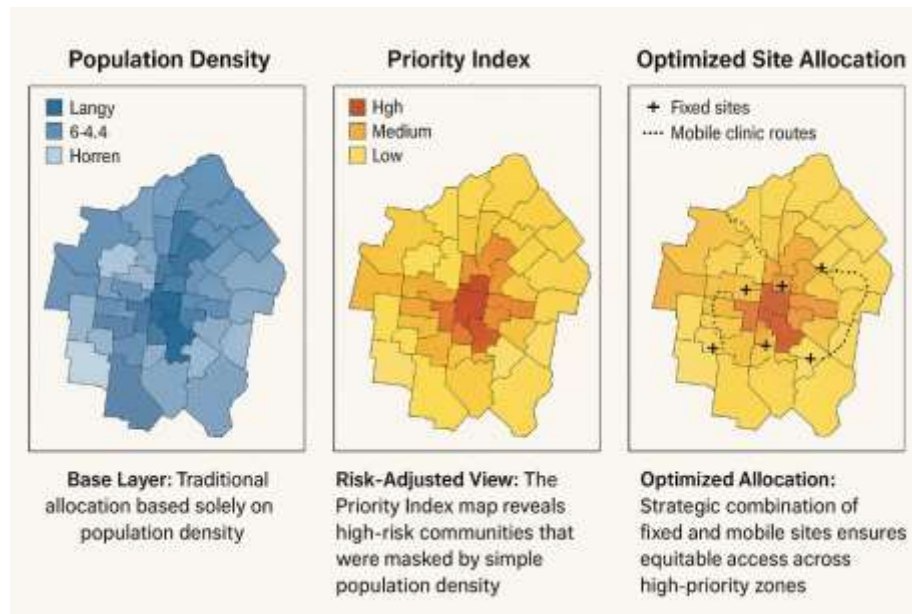 Population Density
Langy
6-4.4
Horren
Base Layer: Traditional
allocation based solely on
population density
Priority Index
Hgh
Medium
Low
Risk-Adjusted View: The
Priority Index map reveals
high-risk communities that
were masked by simple
population density
Optimized Site Allocation
Fixed sites
Mobile clinic routes
Optimized Allocation:
Strategic combination of
fixed and mobile sites ensures
equitable access across
high-priority zones